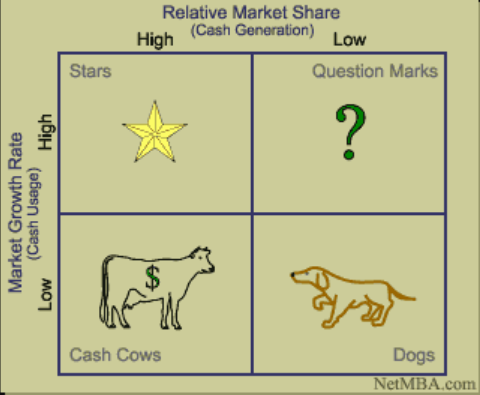 Relative Market Share
(Cash Generation)
High
Low
Stars
Question Marks
?
Market Growth Rate
(Cash Usage)
High
Low
$
Cash Cows
Dogs
NetMBA.com